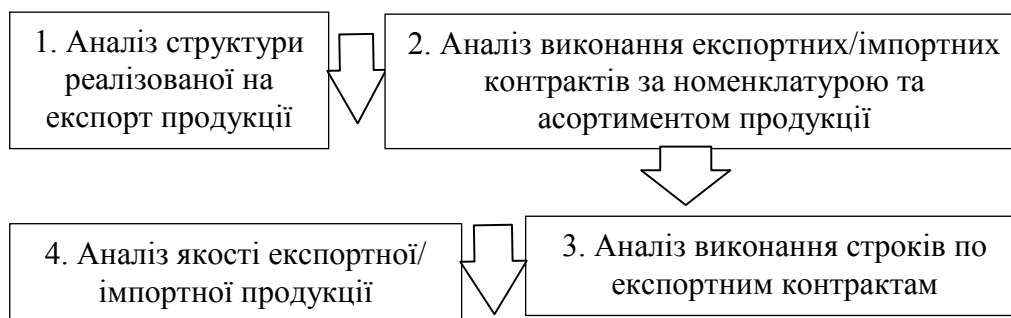 1. Аналіз структури
реалізованої на
експорт продукції
2. Аналіз виконання експортних/імпортних
контрактів за номенклатурою та
асортиментом продукції
3. Аналіз виконання строків по
експортним контрактам
4. Аналіз якості експортної/
імпортної продукції